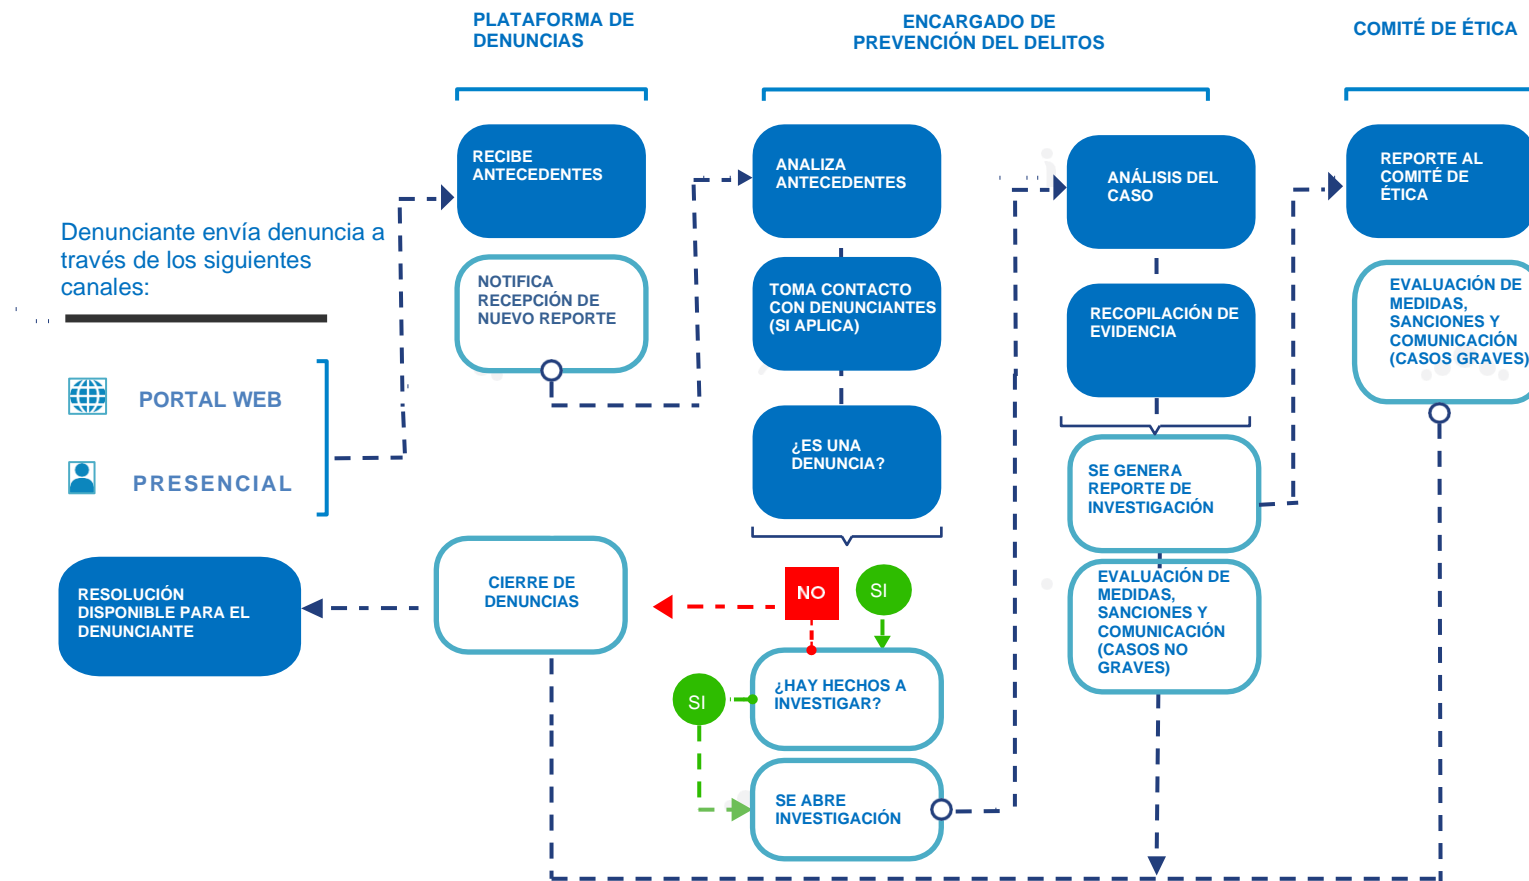 PLATAFORMA DE
DENUNCIAS
ENCARGADO DE
PREVENCIÓN DEL DELITOS
COMITÉ DE ÉTICA
Denunciante envía denuncia a
través de los siguientes
canales:
PORTAL WEB
PRESENCIAL
RECIBE
ANTECEDENTES
NOTIFICA
RECEPCIÓN DE
NUEVO REPORTE
ANALIZA
ANTECEDENTES
TOMA CONTACTO
CON DENUNCIANTES
(SI APLICA)
¿ES UNA
DENUNCIA?
NO
SI
¿HAY HECHOS A
INVESTIGAR?
SI
SE ABRE
INVESTIGACIÓN
ANÁLISIS DEL
CASO
RECOPILACIÓN DE
EVIDENCIA
SE GENERA
REPORTE DE
INVESTIGACIÓN
EVALUACIÓN DE
MEDIDAS,
SANCIONES Y
COMUNICACIÓN
(CASOS NO
GRAVES)
REPORTE AL
COMITÉ DE
ÉTICA
EVALUACIÓN DE
MEDIDAS,
SANCIONES Y
COMUNICACIÓN
(CASOS GRAVES)
CIERRE DE
DENUNCIAS
RESOLUCIÓN
DISPONIBLE PARA EL
DENUNCIANTE